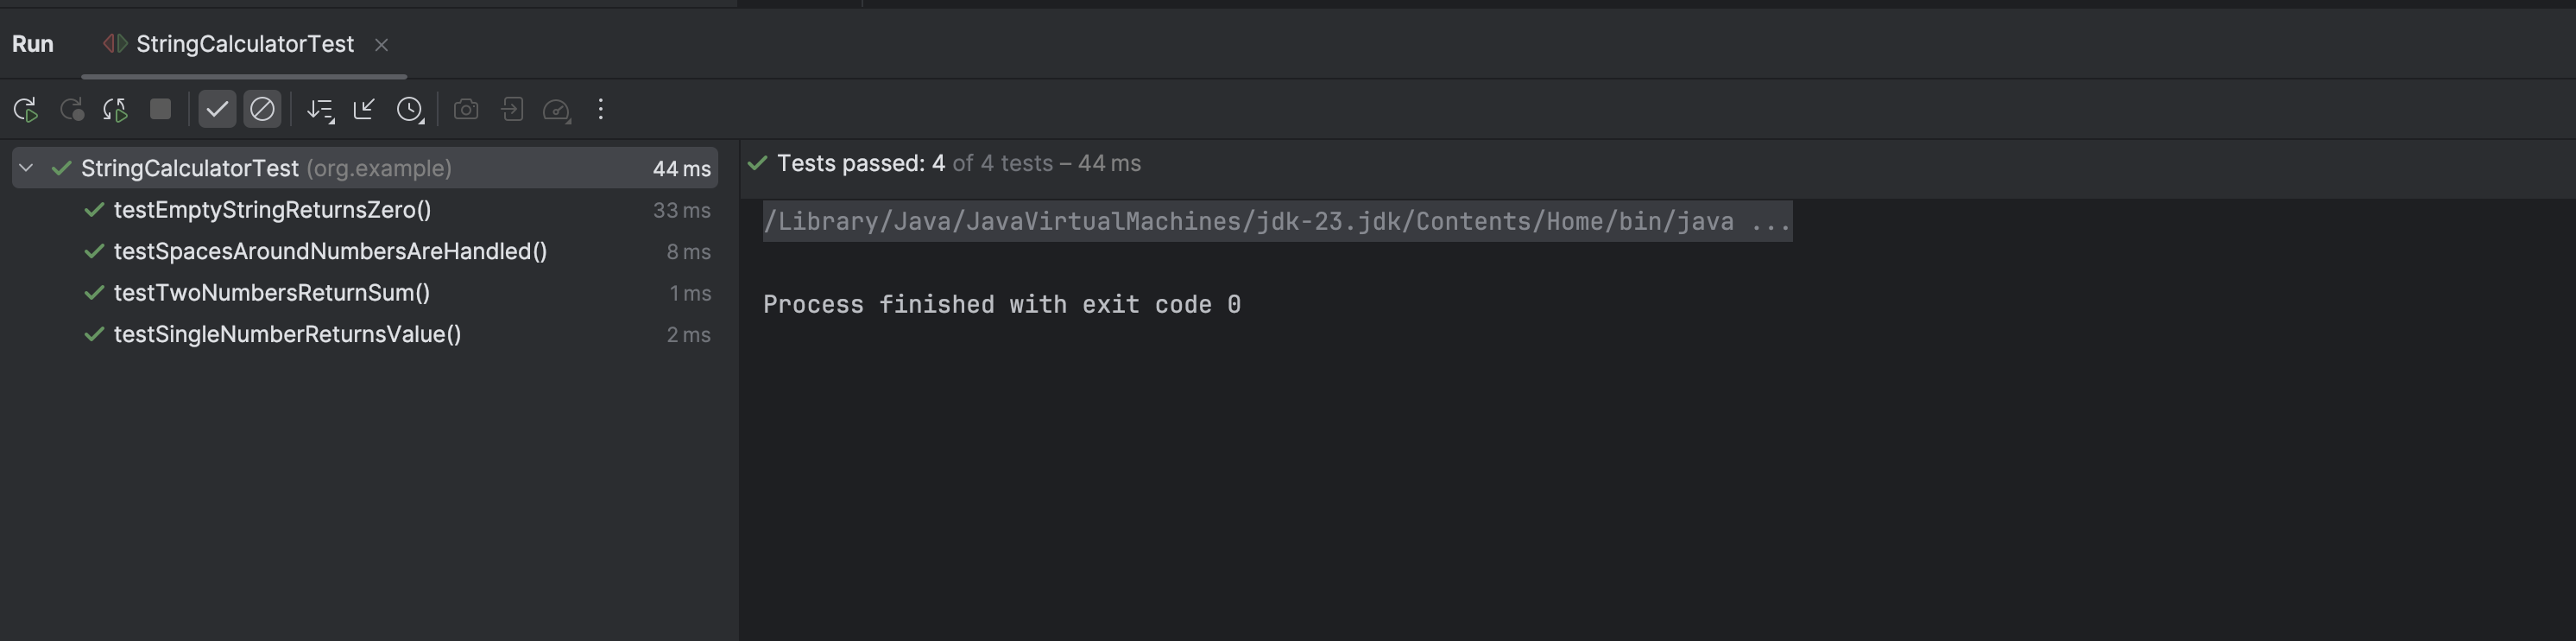 Run StringCalculatorTest
StringCalculatorTest (org.example) 44 ms
testEmptyStringReturnsZero() 33 ms
testSpacesAroundNumbersAreHandled() 8 ms
testTwoNumbersReturnSum() 1 ms
testSingleNumberReturnsValue() 2 ms
Tests passed: 4 of 4 tests – 44 ms
/Library/Java/JavaVirtualMachines/jdk-23.jdk/Contents/Home/bin/java ...
Process finished with exit code 0